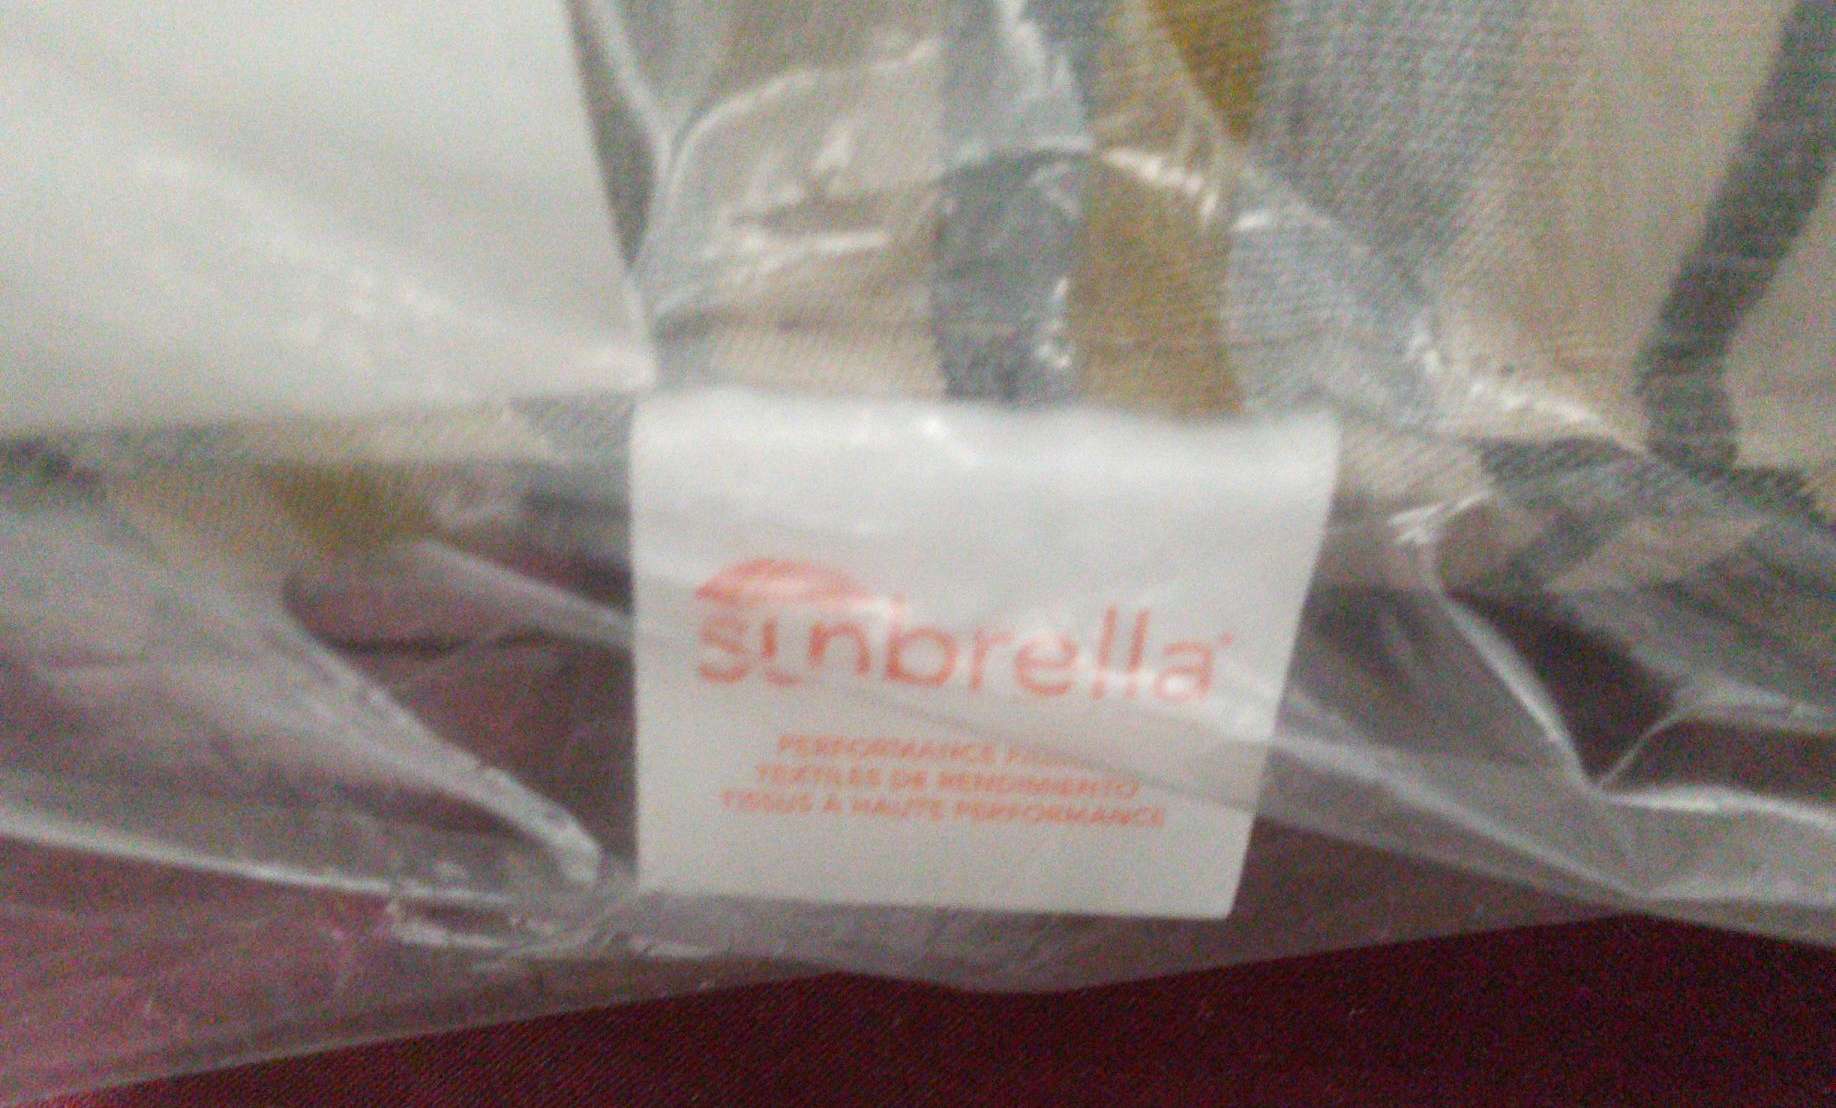 sunbrella
PERFORMANCE
TEXTILES DE RENDIMIENTO
TISSUS À HAUTE PERFORMANCE